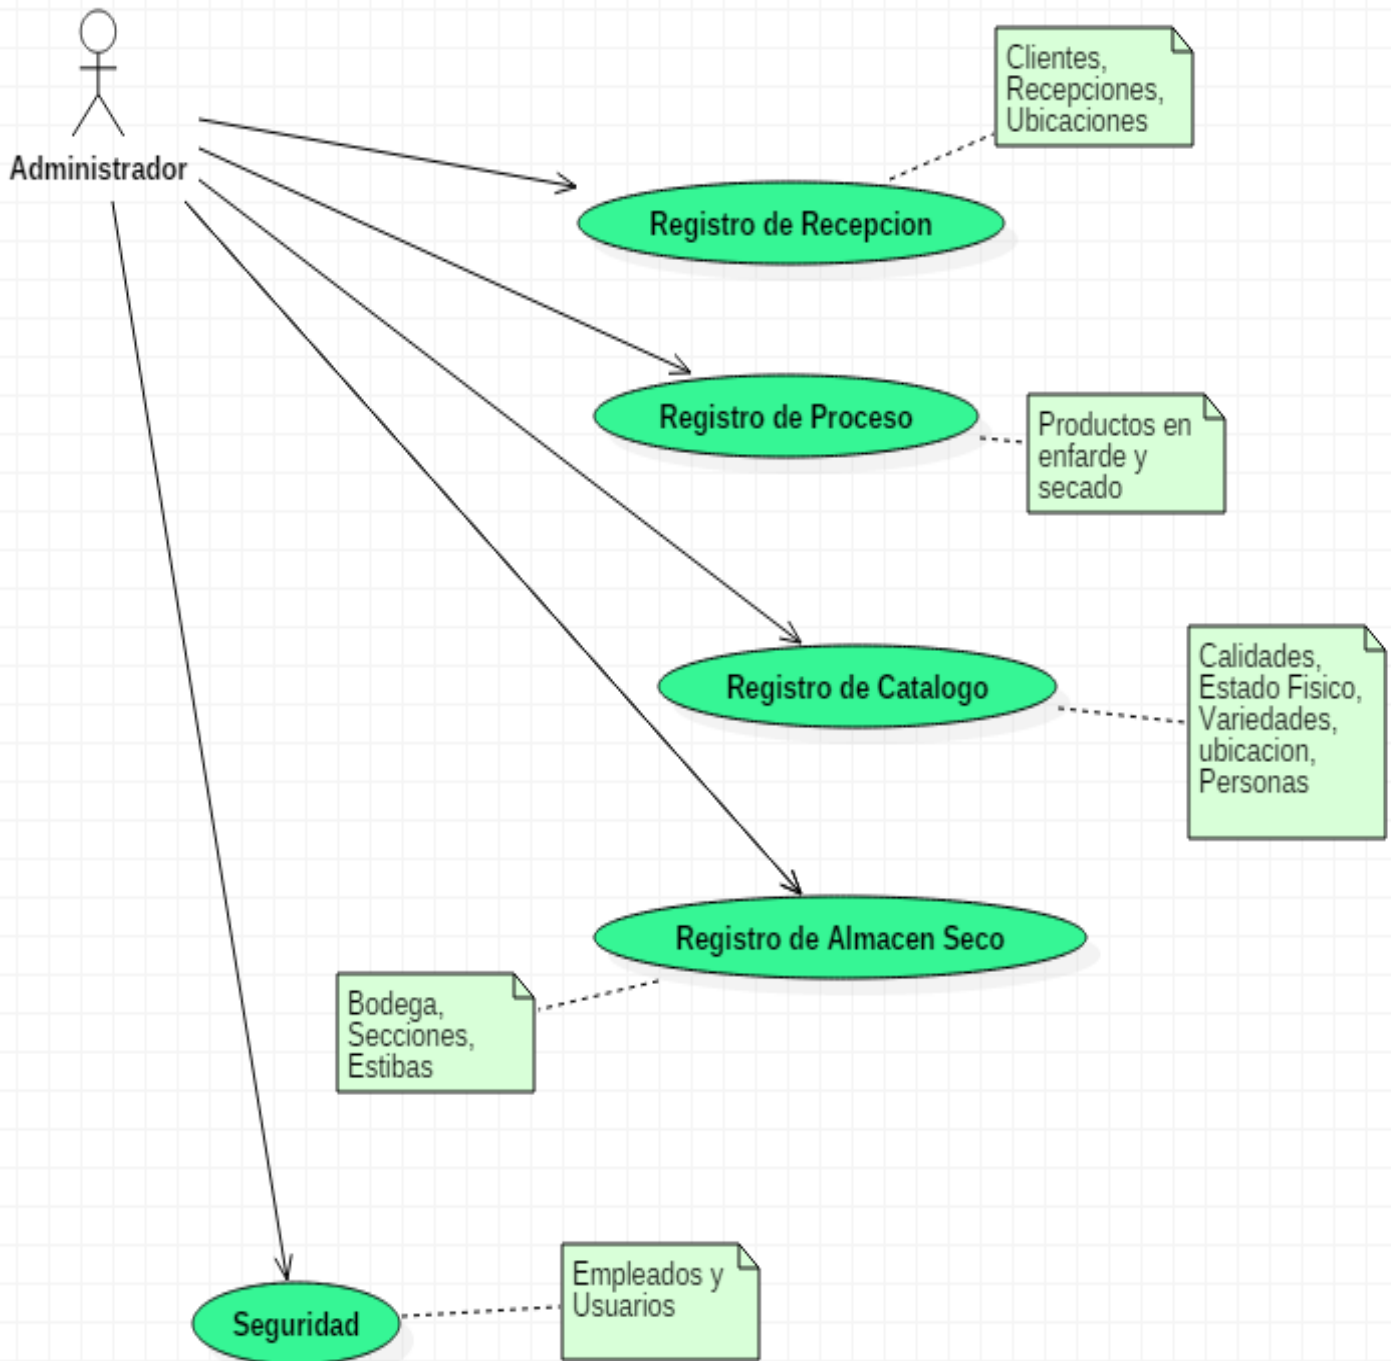 Clientes,
Recepciones,
Ubicaciones
Administrador
Registro de Recepcion
Registro de Proceso
Productos en
enfarde y
secado
Registro de Catalogo
Calidades,
Estado Fisico,
Variedades,
ubicacion,
Personas
Registro de Almacen Seco
Bodega,
Secciones,
Estibas
Seguridad
Empleados y
Usuarios